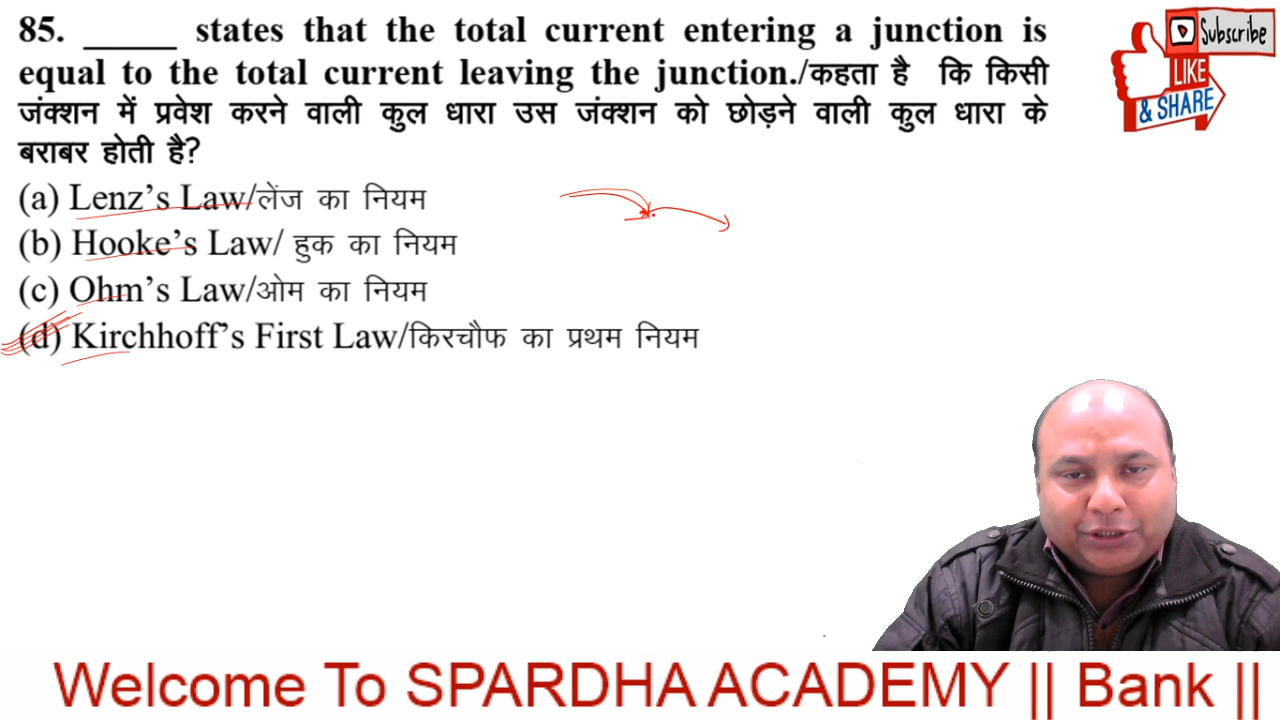 85. _____ states that the total current entering a junction is
equal to the total current leaving the junction./कहता है कि किसी
जंक्शन में प्रवेश करने वाली कुल धारा उस जंक्शन को छोड़ने वाली कुल धारा के
बराबर होती है?
(a) Lenz’s Law/लेंज का नियम
(b) Hooke’s Law/ हुक का नियम
(c) Ohm’s Law/ओम का नियम
(d) Kirchhoff’s First Law/किरचौफ का प्रथम नियम
Subscribe
LIKE
& SHARE
Welcome To SPARDHA ACADEMY || Bank ||